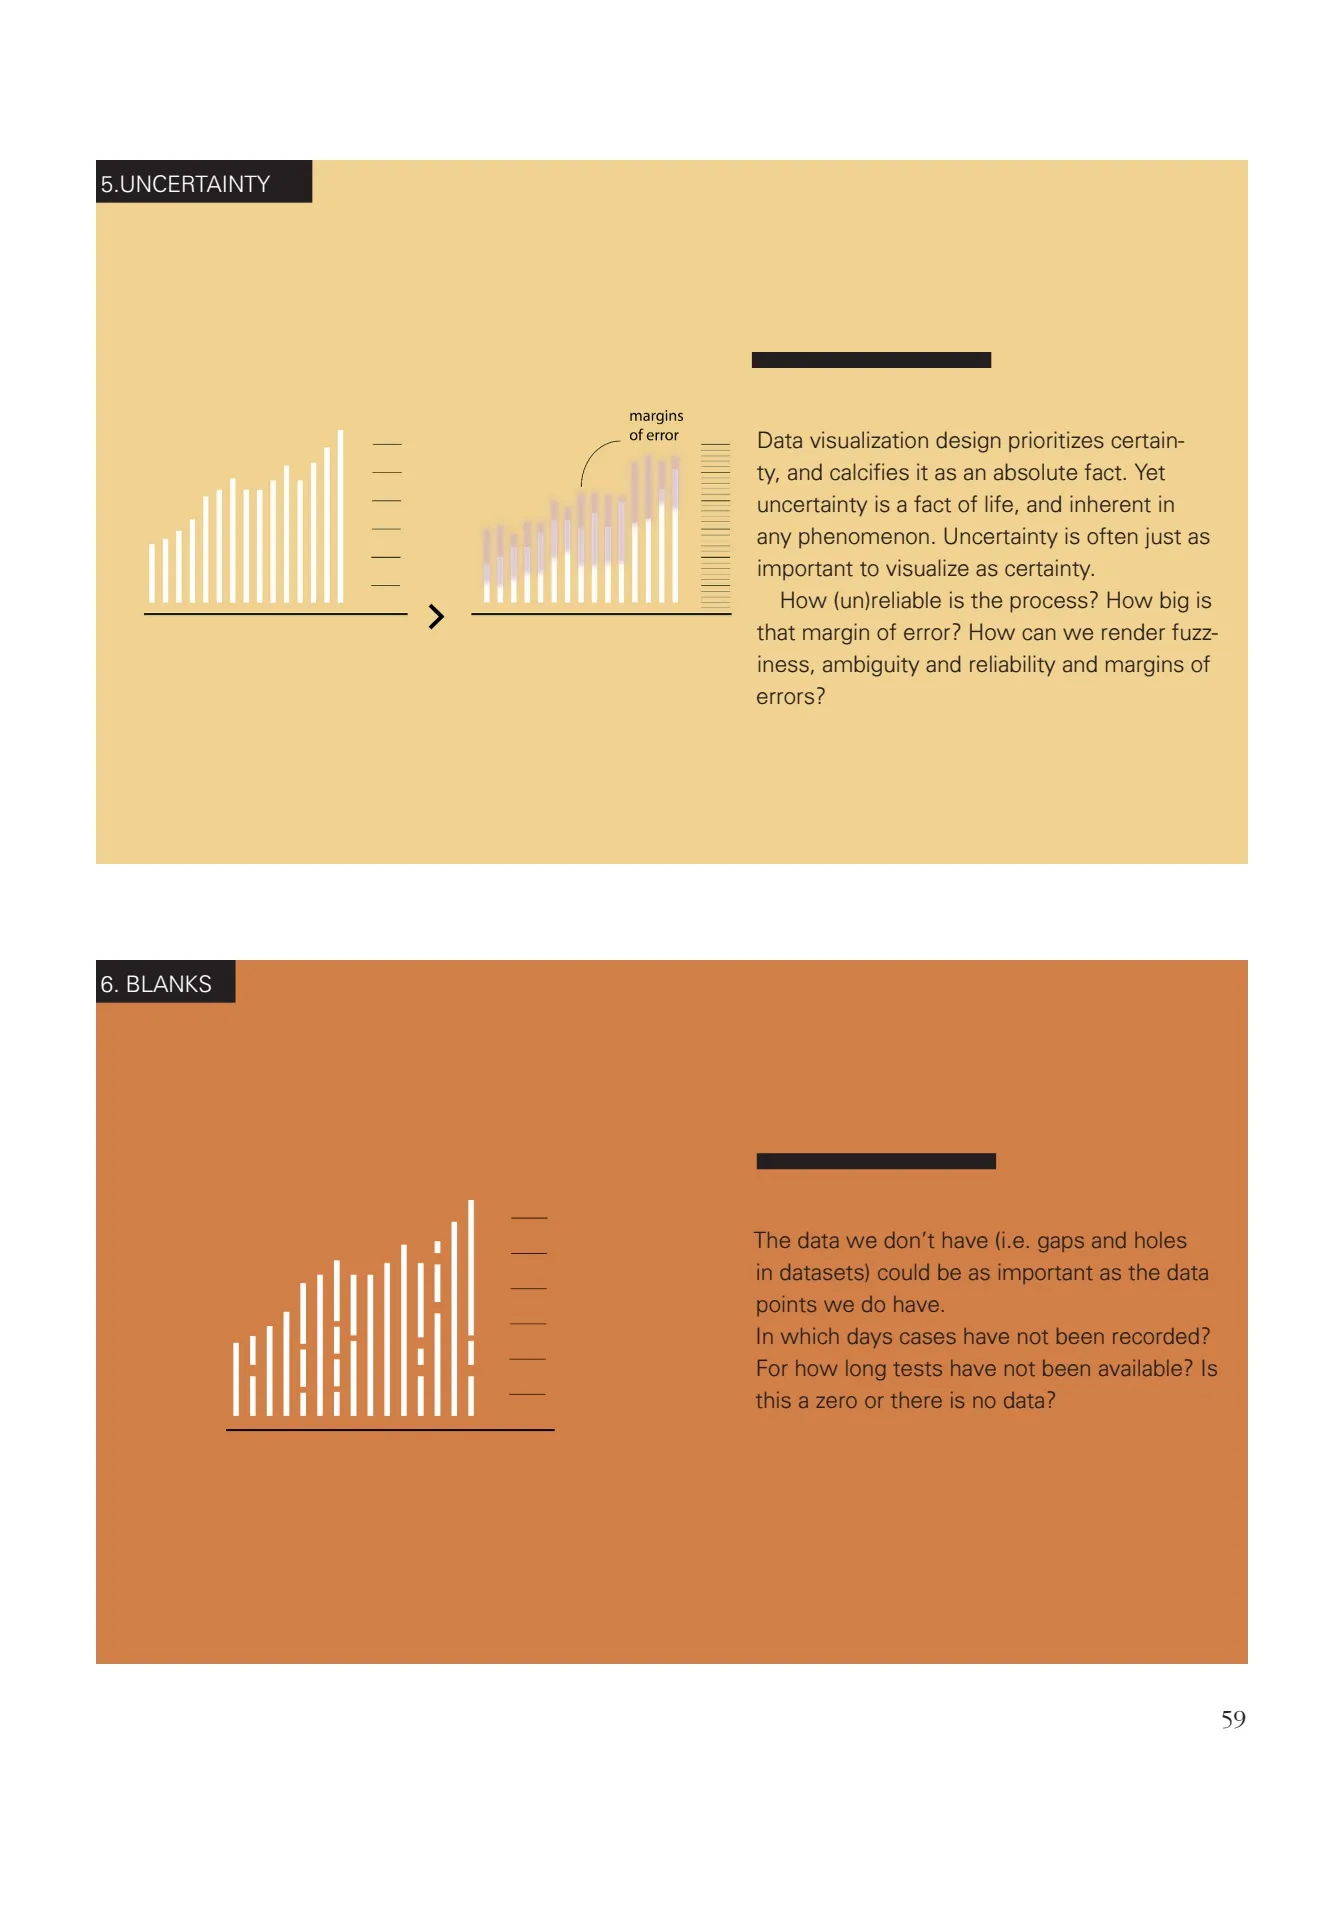 5.UNCERTAINTY
margins
of error
Data visualization design prioritizes certain-
ty, and calcifies it as an absolute fact. Yet
uncertainty is a fact of life, and inherent in
any phenomenon. Uncertainty is often just as
important to visualize as certainty.
How (un)reliable is the process? How big is
that margin of error? How can we render fuzz-
iness, ambiguity and reliability and margins of
errors?
6. BLANKS
The data we don’t have (i.e. gaps and holes
in datasets) could be as important as the data
points we do have.
In which days cases have not been recorded?
For how long tests have not been available? Is
this a zero or there is no data?
59